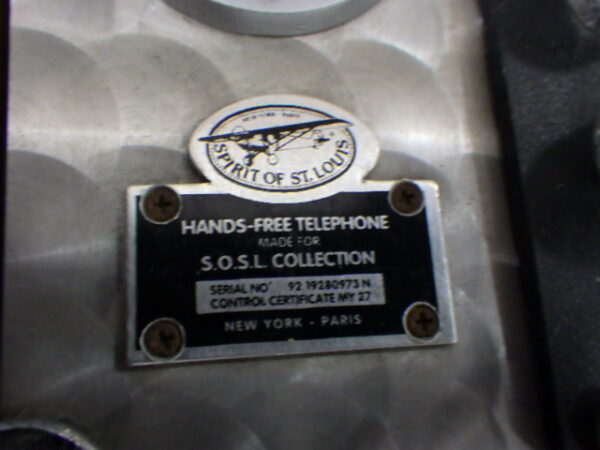 NEW YORK - PARIS
SPIRIT OF ST. LOUIS
HANDS-FREE TELEPHONE
MADE FOR
S.O.S.L. COLLECTION
SERIAL NO' 92 19280973 N
CONTROL CERTIFICATE MY 27
NEW YORK - PARIS